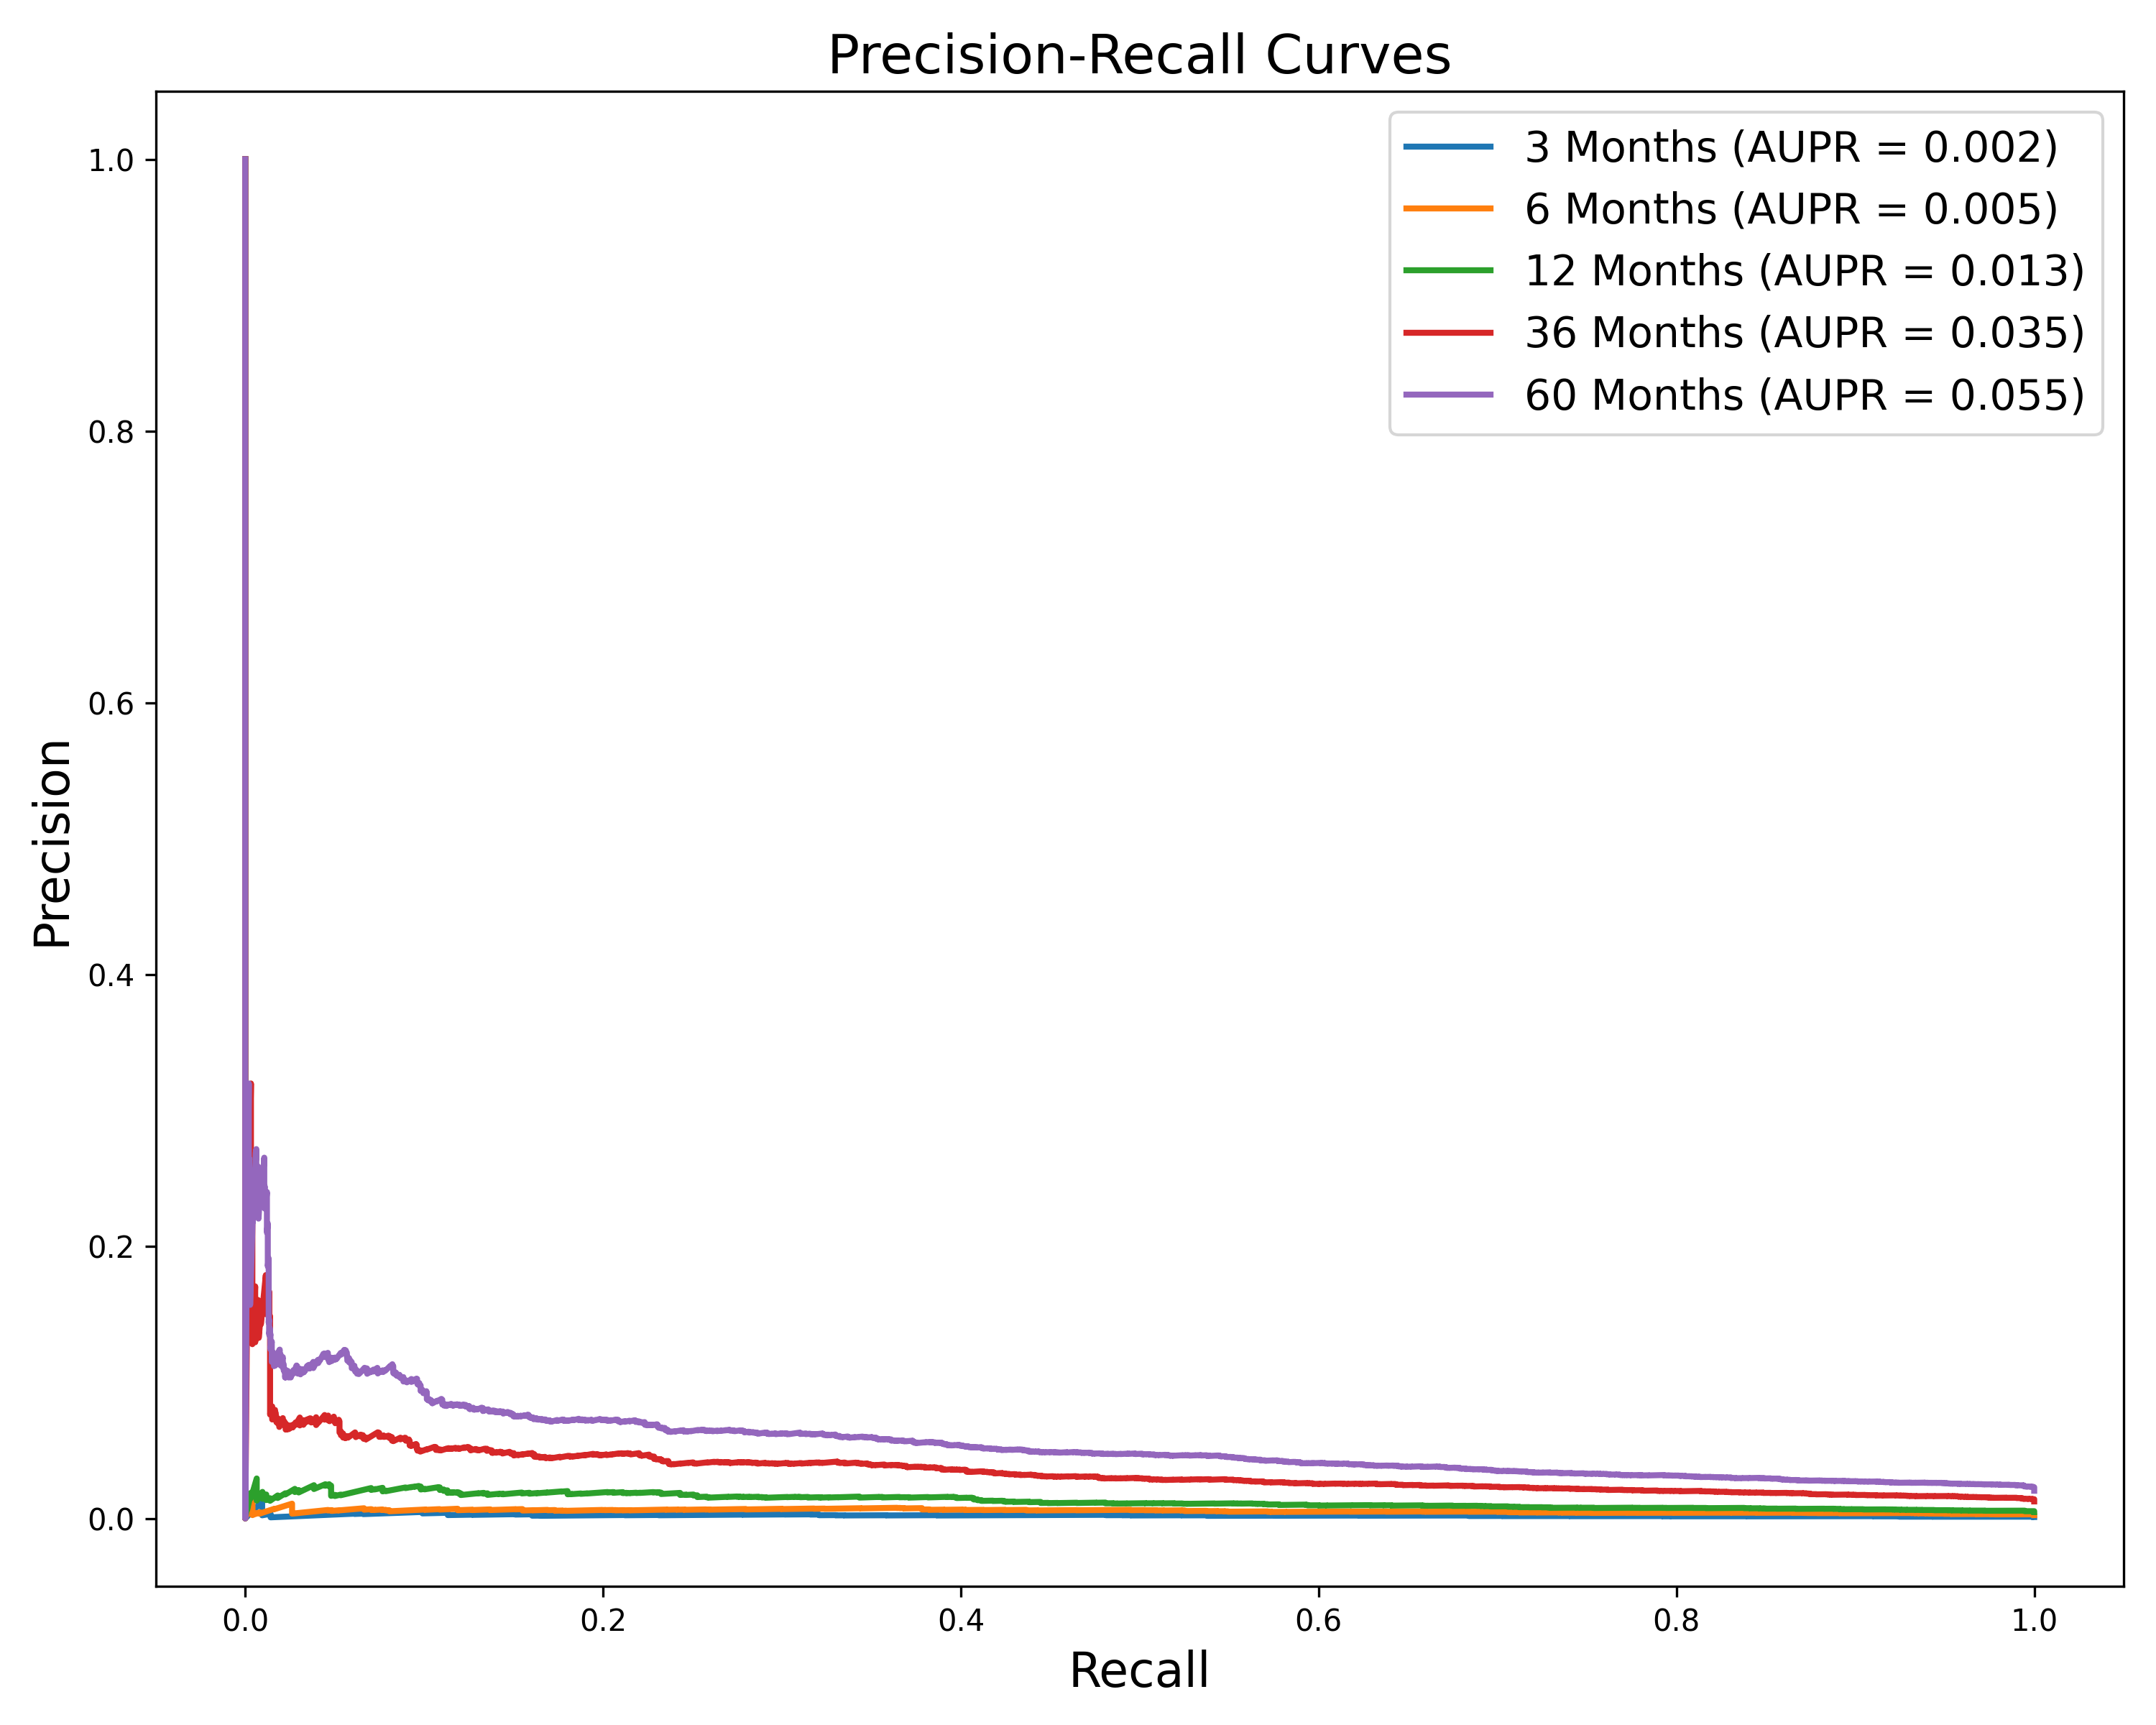 Precision-Recall Curves
3 Months (AUPR = 0.002)
6 Months (AUPR = 0.005)
12 Months (AUPR = 0.013)
36 Months (AUPR = 0.035)
60 Months (AUPR = 0.055)
Precision
1.0
0.8
0.6
0.4
0.2
0.0
0.0 0.2 0.4 0.6 0.8 1.0
Recall